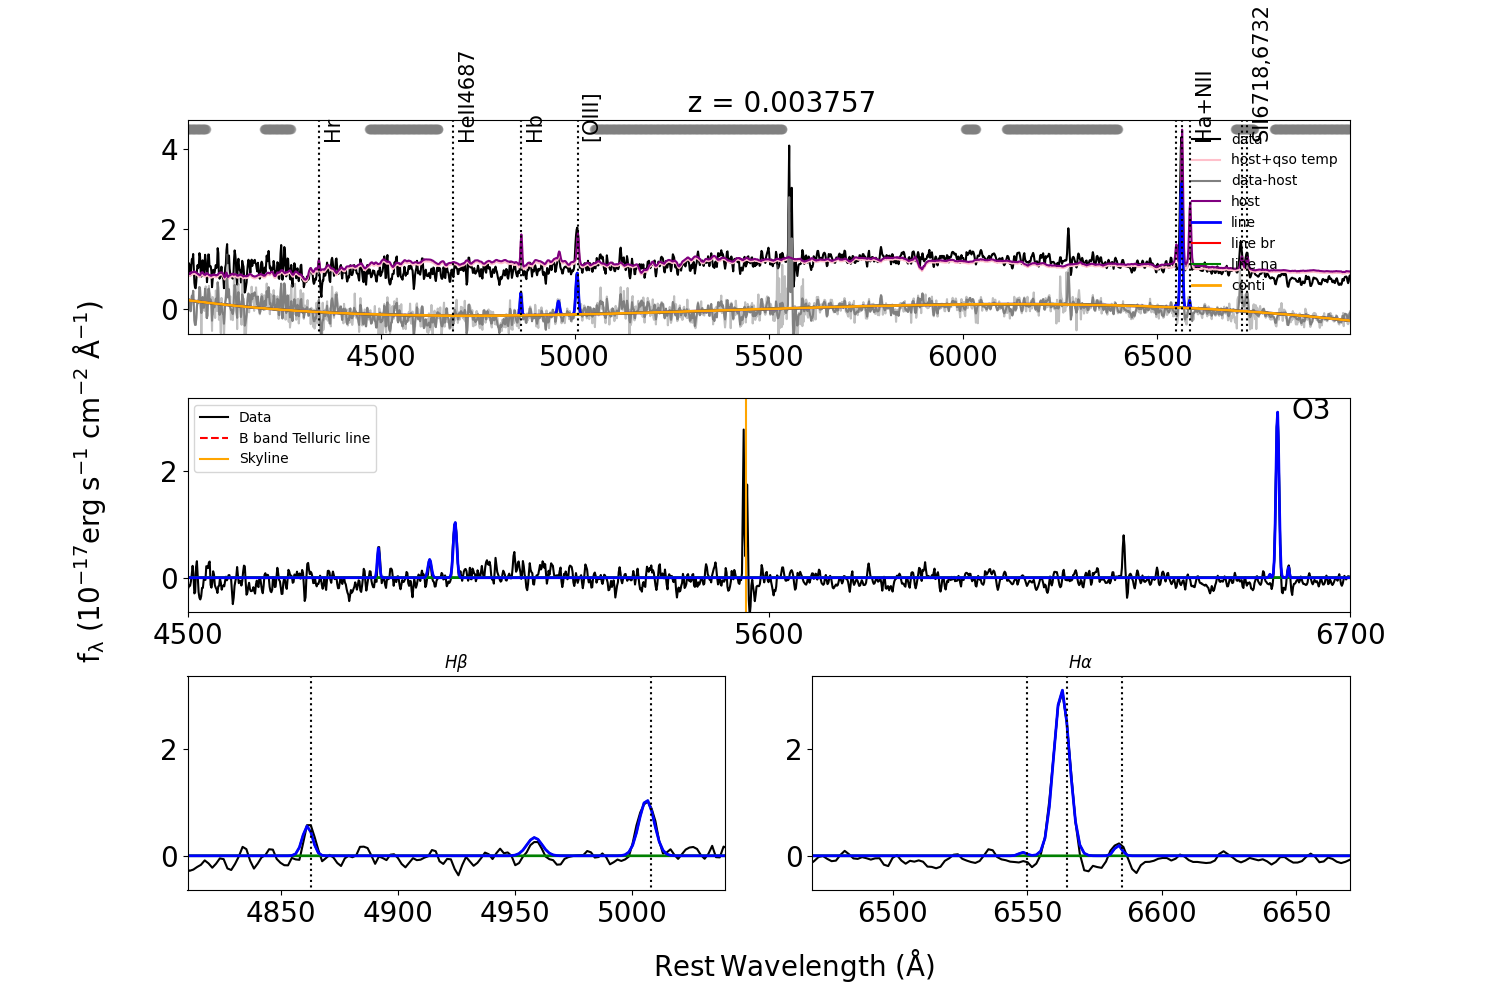 z = 0.003757
Hr
HeII4687
Hb
[OIII]
Ha+NII
SII6718,6732
data
host+qso temp
data-host
host
line
line br
line na
conti
4
2
0
4500 5000 5500 6000 6500
Data
B band Telluric line
Skyline
O3
2
0
4500 5600 6700
fλ (10−17erg s−1 cm−2 Å−1)
Hβ
2
0
4850 4900 4950 5000
Hα
2
0
6500 6550 6600 6650
Rest Wavelength (Å)